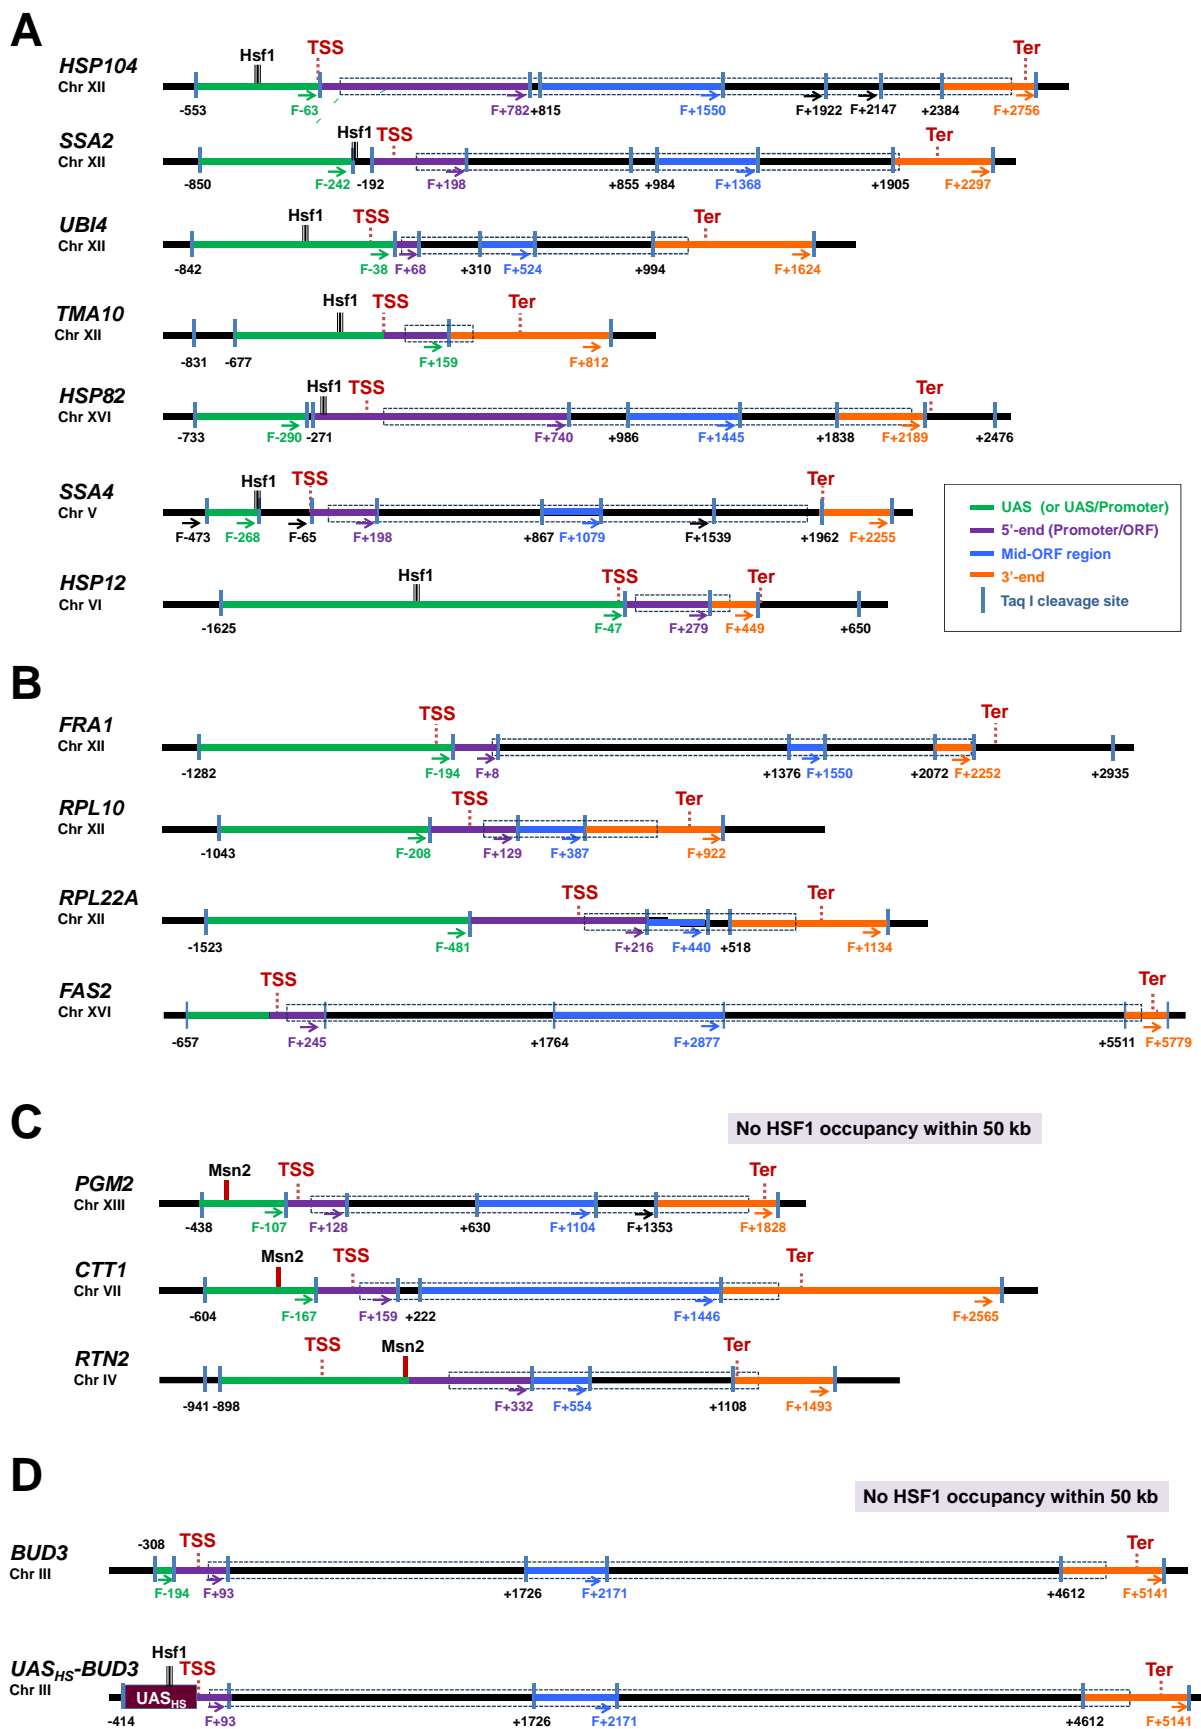 A
HSP104
Chr XII
Hsf1
TSS
Ter
-553
F-63
F+782
+815
F+1550
F+1922
F+2147
+2384
F+2756
SSA2
Chr XII
Hsf1
TSS
Ter
-850
F-242
-192
F+198
+855
+984
F+1368
+1905
F+2297
UBI4
Chr XII
Hsf1
TSS
Ter
-842
F-38
F+68
+310
F+524
+994
F+1624
TMA10
Chr XII
Hsf1
TSS
Ter
-831
-677
F+159
F+812
HSP82
Chr XVI
Hsf1
TSS
Ter
-733
F-290
-271
F+740
+986
F+1445
+1838
F+2189
+2476
SSA4
Chr V
Hsf1
TSS
Ter
F-473
F-268
F-65
F+198
+867
F+1079
F+1539
+1962
F+2255
UAS (or UAS/Promoter)
5'-end (Promoter/ORF)
Mid-ORF region
3'-end
Taq I cleavage site
HSP12
Chr VI
Hsf1
TSS
Ter
-1625
F-47
F+279
F+449
+650
B
FRA1
Chr XII
TSS
Ter
-1282
F-194
F+8
+1376
F+1550
+2072
F+2252
+2935
RPL10
Chr XII
TSS
Ter
-1043
F-208
F+129
F+387
F+922
RPL22A
Chr XII
TSS
Ter
-1523
F-481
F+216
F+440
+518
F+1134
FAS2
Chr XVI
TSS
Ter
-657
F+245
+1764
F+2877
+5511
F+5779
C
No HSF1 occupancy within 50 kb
PGM2
Chr XIII
Msn2
TSS
Ter
-438
F-107
F+128
+630
F+1104
F+1353
F+1828
CTT1
Chr VII
Msn2
TSS
Ter
-604
F-167
F+159
+222
F+1446
F+2565
RTN2
Chr IV
TSS
Msn2
Ter
-941
-898
F+332
F+554
+1108
F+1493
D
No HSF1 occupancy within 50 kb
BUD3
Chr III
-308
TSS
Ter
F-194
F+93
+1726
F+2171
+4612
F+5141
UASHS-BUD3
Chr III
Hsf1
TSS
Ter
UASHS
-414
F+93
+1726
F+2171
+4612
F+5141